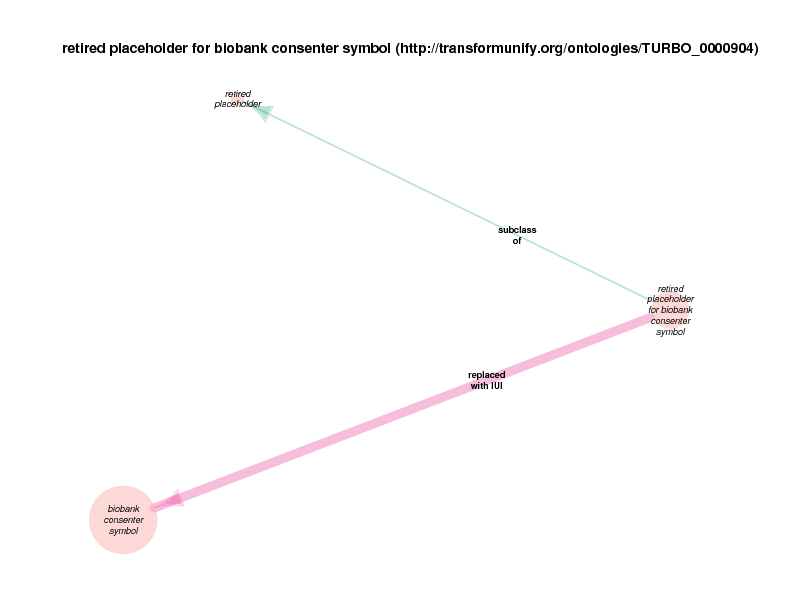 retired placeholder for biobank consenter symbol (http://transformunify.org/ontologies/TURBO_0000904)
retired
placeholder
subclass
of
retired
placeholder
for biobank
consenter
symbol
replaced
with IUI
biobank
consenter
symbol